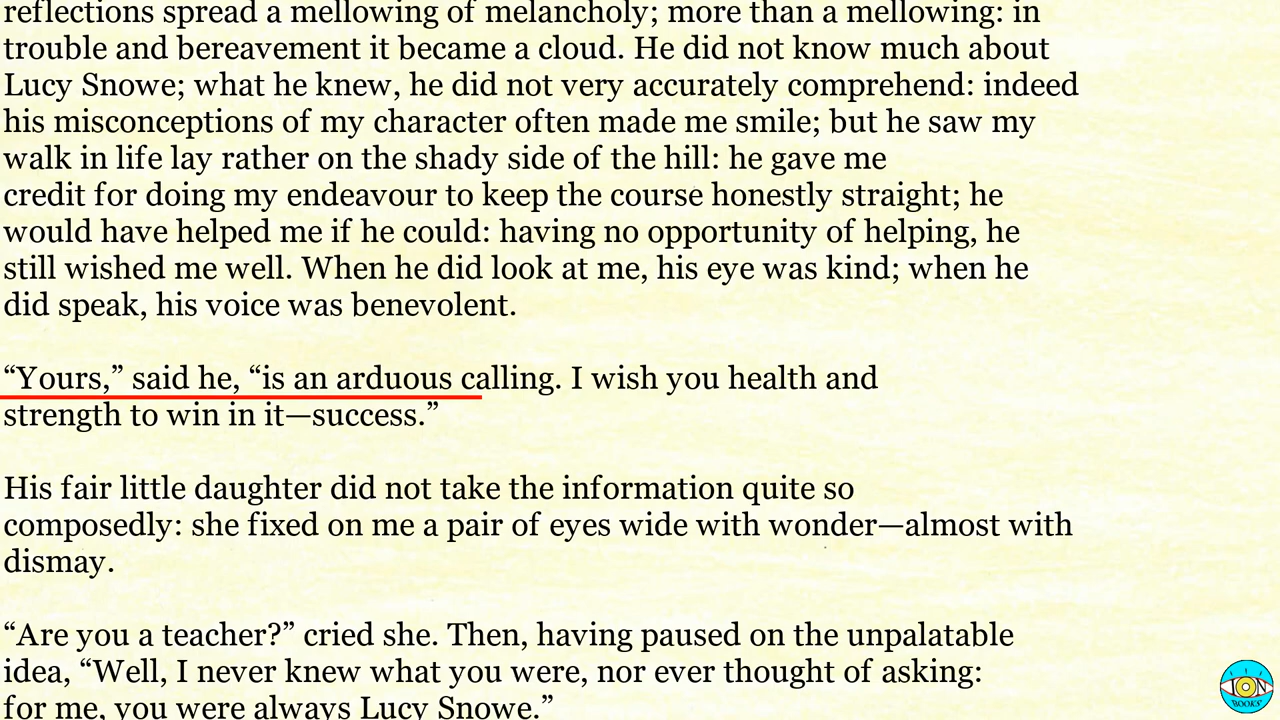 reflections spread a mellowing of melancholy; more than a mellowing: in
trouble and bereavement it became a cloud. He did not know much about
Lucy Snowe; what he knew, he did not very accurately comprehend: indeed
his misconceptions of my character often made me smile; but he saw my
walk in life lay rather on the shady side of the hill: he gave me
credit for doing my endeavour to keep the course honestly straight; he
would have helped me if he could: having no opportunity of helping, he
still wished me well. When he did look at me, his eye was kind; when he
did speak, his voice was benevolent.
“Yours,” said he, “is an arduous calling. I wish you health and
strength to win in it—success.”
His fair little daughter did not take the information quite so
composedly: she fixed on me a pair of eyes wide with wonder—almost with
dismay.
“Are you a teacher?” cried she. Then, having paused on the unpalatable
idea, “Well, I never knew what you were, nor ever thought of asking:
for me, you were always Lucy Snowe.”
ION
BOOKS